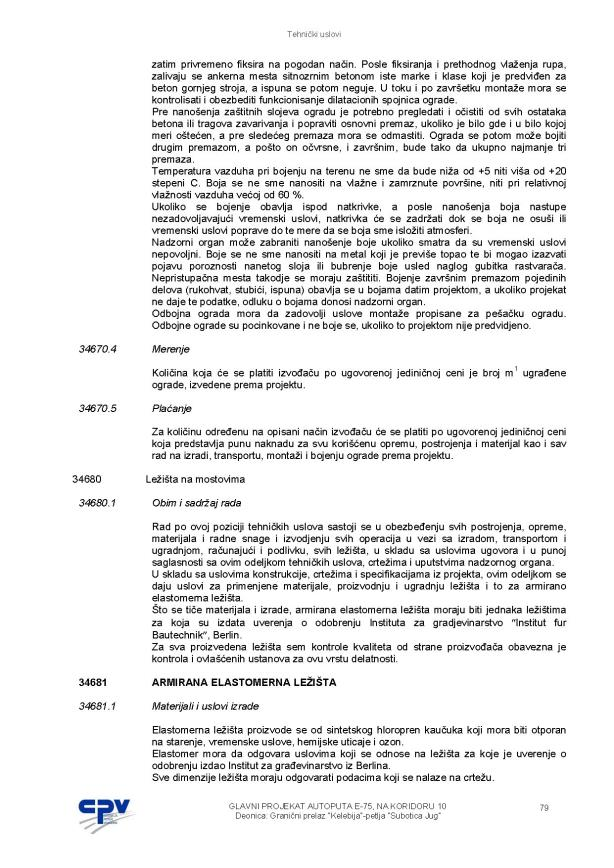 Tehnički uslovi
zatim privremeno fiksira na pogodan način. Posle fiksiranja i prethodnog vlaženja rupa,
zalivaju se ankerna mesta sitnozrnim betonom iste marke i klase koji je predviđen za
beton gornjeg stroja, a ispuna se potom neguje. U toku i po završetku montaže mora se
kontrolisati i obezbediti funkcionisanje dilatacionih spojnica ograde.
Pre nanošenja zaštitnih slojeva ogradu je potrebno pregledati i očistiti od svih ostataka
betona ili tragova zavarivanja i popraviti osnovni premaz, ukoliko je bilo gde i u bilo kojoj
meri oštećen, a pre sledećeg premaza mora se odmastiti. Ograda se potom može bojiti
drugim premazom, a pošto on očvrsne, i završnim, bude tako da ukupno najmanje tri
premaza.
Temperatura vazduha pri bojenju na terenu ne sme da bude niža od +5 niti viša od +20
stepeni C. Boja se ne sme nanositi na vlažne i zamrznute površine, niti pri relativnoj
vlažnosti vazduha većoj od 60 %.
Ukoliko se bojenje obavlja ispod natkrivke, a posle nanošenja boja nastupe
nezadovoljavajući vremenski uslovi, natkrivka će se zadržati dok se boja ne osuši ili
vremenski uslovi poprave do te mere da se boja sme izložiti atmosferi.
Nadzorni organ može zabraniti nanošenje boje ukoliko smatra da su vremenski uslovi
nepovoljni. Boje se ne sme nanositi na metal koji je previše topao te bi mogao izazvati
pojavu poroznosti nanetog sloja ili bubrenje boje usled naglog gubitka rastvarača.
Nepristupačna mesta takodje se moraju zaštititi. Bojenje završnim premazom pojedinih
delova (rukohvat, stubići, ispuna) obavlja se u bojama datim projektom, a ukoliko projekat
ne daje te podatke, odluku o bojama donosi nadzorni organ.
Odbojna ograda mora da zadovolji uslove montaže propisane za pešačku ogradu.
Odbojne ograde su pocinkovane i ne boje se, ukoliko to projektom nije predvidjeno.
34670.4 Merenje
Količina koja će se platiti izvođaču po ugovorenoj jediničnoj ceni je broj m¹ ugrađene
ograde, izvedene prema projektu.
34670.5 Plaćanje
Za količinu određenu na opisani način izvođaču će se platiti po ugovorenoj jediničnoj ceni
koja predstavlja punu naknadu za svu korišćenu opremu, postrojenja i materijal kao i sav
rad na izradi, transportu, montaži i bojenju ograde prema projektu.
34680 Ležišta na mostovima
34680.1 Obim i sadržaj rada
Rad po ovoj poziciji tehničkih uslova sastoji se u obezbeđenju svih postrojenja, opreme,
materijala i radne snage i izvodjenju svih operacija u vezi sa izradom, transportom i
ugradnjom, računajući i podlivku, svih ležišta, u skladu sa uslovima ugovora i u punoj
saglasnosti sa ovim odeljkom tehničkih uslova, crtežima i uputstvima nadzornog organa.
U skladu sa uslovima konstrukcije, crtežima i specifikacijama iz projekta, ovim odeljkom se
daju uslovi za primenjene materijale, proizvodnju i ugradnju ležišta i to za armirano
elastomerna ležišta.
Što se tiče materijala i izrade, armirana elastomerna ležišta moraju biti jednaka ležištima
za koja su izdata uverenja o odobrenju Instituta za gradjevinarstvo “Institut fur
Bautechnik”, Berlin.
Za sva proizvedena ležišta sem kontrole kvaliteta od strane proizvođača obavezna je
kontrola i ovlašćenih ustanova za ovu vrstu delatnosti.
34681 ARMIRANA ELASTOMERNA LEŽIŠTA
34681.1 Materijali i uslovi izrade
Elastomerna ležišta proizvode se od sintetskog hloropren kaučuka koji mora biti otporan
na starenje, vremenske uslove, hemijske uticaje i ozon.
Elastomer mora da odgovara uslovima koji se odnose na ležišta za koje je uverenje o
odobrenju izdao Institut za građevinarstvo iz Berlina.
Sve dimenzije ležišta moraju odgovarati podacima koji se nalaze na crtežu.
CPV
GLAVNI PROJEKAT AUTOPUTA E-75, NA KORIDORU 10
Deonica: Granični prelaz "Kelebija"-petlja "Subotica Jug"
79